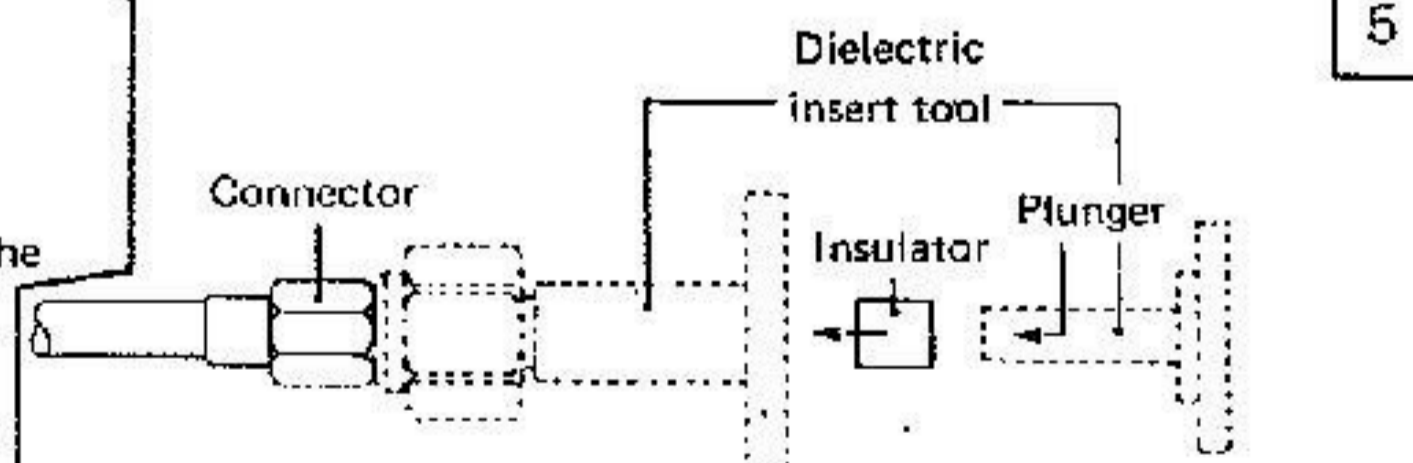 5
Dielectric
insert tool
Connector
Plunger
Insulator
he